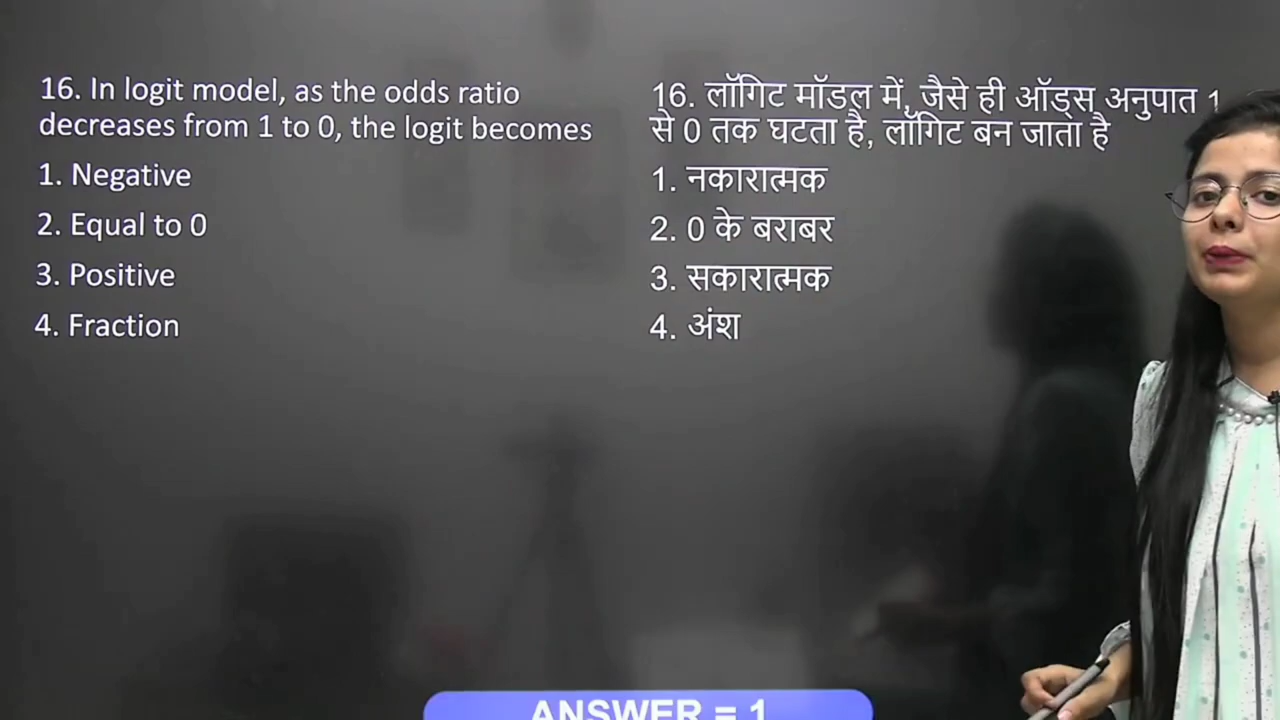 16. In logit model, as the odds ratio
decreases from 1 to 0, the logit becomes
1. Negative
2. Equal to 0
3. Positive
4. Fraction
16. लॉगिट मॉडल में, जैसे ही ऑड्स अनुपात 1
से 0 तक घटता है, लॉगिट बन जाता है
1. नकारात्मक
2. 0 के बराबर
3. सकारात्मक
4. अंश
ANSWER = 1